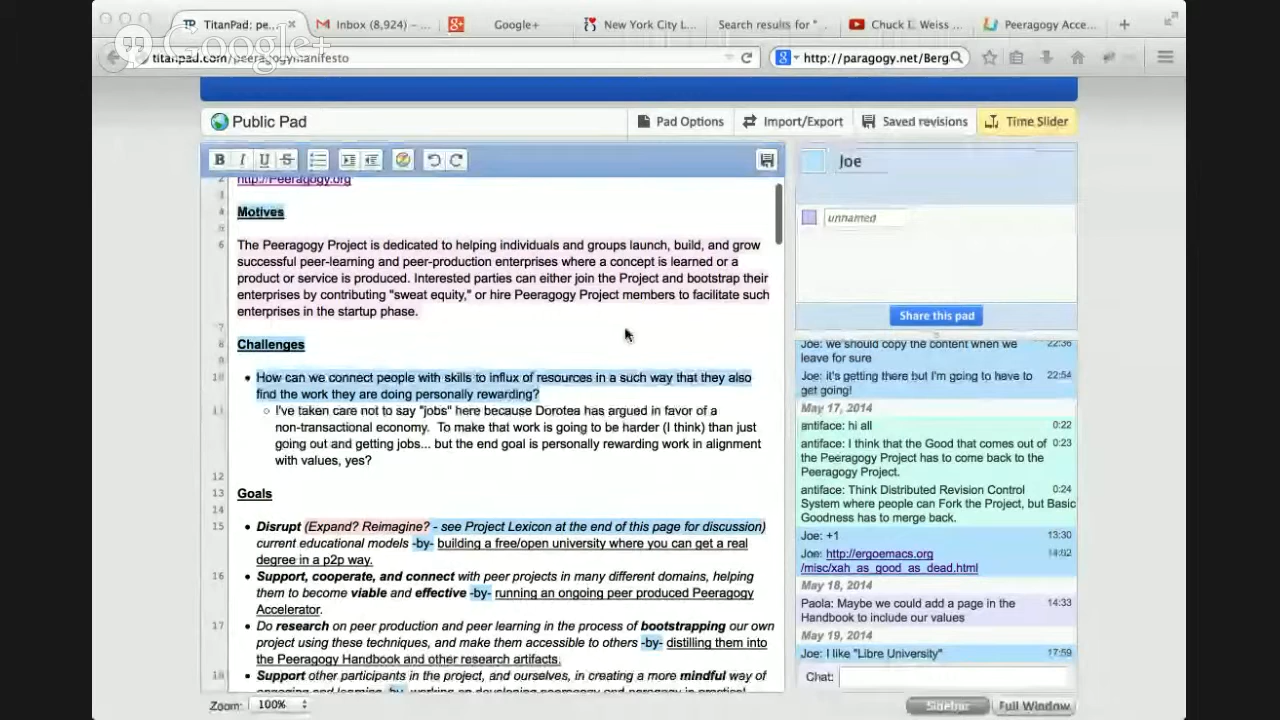 TitanPad: pe...
Inbox (8,924) – ...
Google+
New York City L...
Search results for "...
Chuck L. Weiss ...
Peeragogy Acce...
Google+
titanpad.com/peeragogymanifesto
http://paragogy.net/Berg
Public Pad
Pad Options
Import/Export
Saved revisions
Time Slider
B I U S
Joe
unnamed
Share this pad
2 http://Peeragogy.org
3
4 Motives
5
6 The Peeragogy Project is dedicated to helping individuals and groups launch, build, and grow
successful peer-learning and peer-production enterprises where a concept is learned or a
product or service is produced. Interested parties can either join the Project and bootstrap their
enterprises by contributing "sweat equity," or hire Peeragogy Project members to facilitate such
enterprises in the startup phase.
7
8 Challenges
9
10 • How can we connect people with skills to influx of resources in a such way that they also
find the work they are doing personally rewarding?
11 ○ I've taken care not to say "jobs" here because Dorotea has argued in favor of a
non-transactional economy. To make that work is going to be harder (I think) than just
going out and getting jobs... but the end goal is personally rewarding work in alignment
with values, yes?
12
13 Goals
14
15 • Disrupt (Expand? Reimagine? - see Project Lexicon at the end of this page for discussion)
current educational models -by- building a free/open university where you can get a real
degree in a p2p way.
16 • Support, cooperate, and connect with peer projects in many different domains, helping
them to become viable and effective -by- running an ongoing peer produced Peeragogy
Accelerator.
17 • Do research on peer production and peer learning in the process of bootstrapping our own
project using these techniques, and make them accessible to others -by- distilling them into
the Peeragogy Handbook and other research artifacts.
18 • Support other participants in the project, and ourselves, in creating a more mindful way of
Joe: we should copy the content when we 22:36
leave for sure
Joe: it's getting there but I'm going to have to 22:54
get going!
May 17, 2014
antiface: hi all 0:22
antiface: I think that the Good that comes out of 0:23
the Peeragogy Project has to come back to the
Peeragogy Project.
antiface: Think Distributed Revision Control 0:24
System where people can Fork the Project, but Basic
Goodness has to merge back.
Joe: +1 13:30
Joe: http://ergoemacs.org 14:02
/misc/xah_as_good_as_dead.html
May 18, 2014
Paola: Maybe we could add a page in the 14:33
Handbook to include our values
May 19, 2014
Joe: I like "Libre University" 17:59
Chat:
Zoom: 100%
Sidebar
Full Window